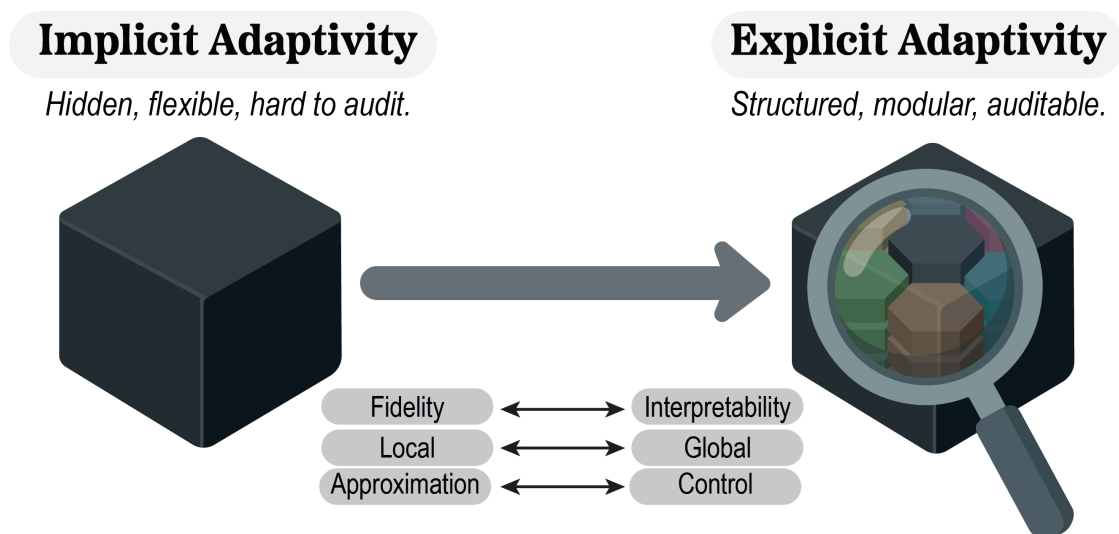 Implicit Adaptivity
Explicit Adaptivity
Hidden, flexible, hard to audit.
Structured, modular, auditable.
Fidelity
Interpretability
Local
Global
Approximation
Control